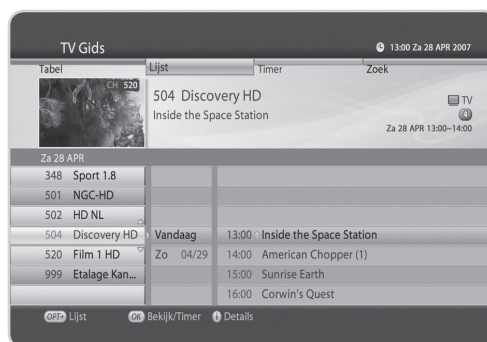 TV Gids 13:00 Za 28 APR 2007
Tabel Lijst Timer Zoek
CH 520
504 Discovery HD
TV
Inside the Space Station
4
Za 28 APR 13:00~14:00
Za 28 APR
348 Sport 1.8
501 NGC-HD
502 HD NL
504 Discovery HD Vandaag 13:00 Inside the Space Station
520 Film 1 HD Zo 04/29 14:00 American Chopper (1)
999 Etalage Kan... 15:00 Sunrise Earth
16:00 Corwin's Quest
OPT+ Lijst OK Bekijk/Timer i Details